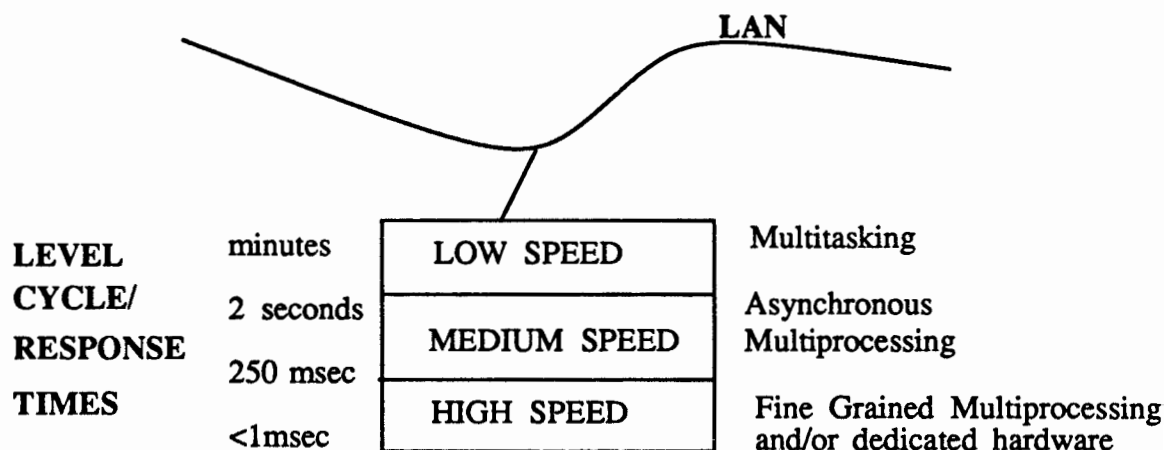 LAN
LEVEL
CYCLE/
RESPONSE
TIMES
minutes
2 seconds
250 msec
<1msec
LOW SPEED
MEDIUM SPEED
HIGH SPEED
Multitasking
Asynchronous
Multiprocessing
Fine Grained Multiprocessing
and/or dedicated hardware